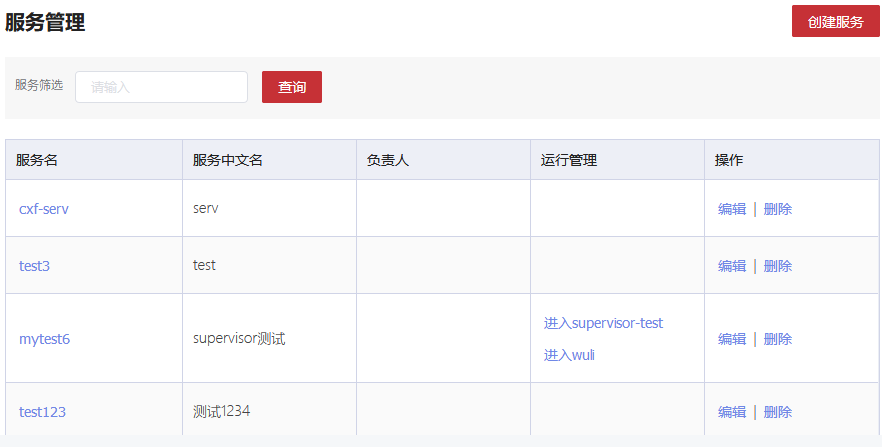 服务管理
创建服务
服务筛选 请输入 查询
服务名 服务中文名 负责人 运行管理 操作
cxf-serv serv 编辑 | 删除
test3 test 编辑 | 删除
进入supervisor-test
mytest6 supervisor测试 编辑 | 删除
进入wuli
test123 测试1234 编辑 | 删除